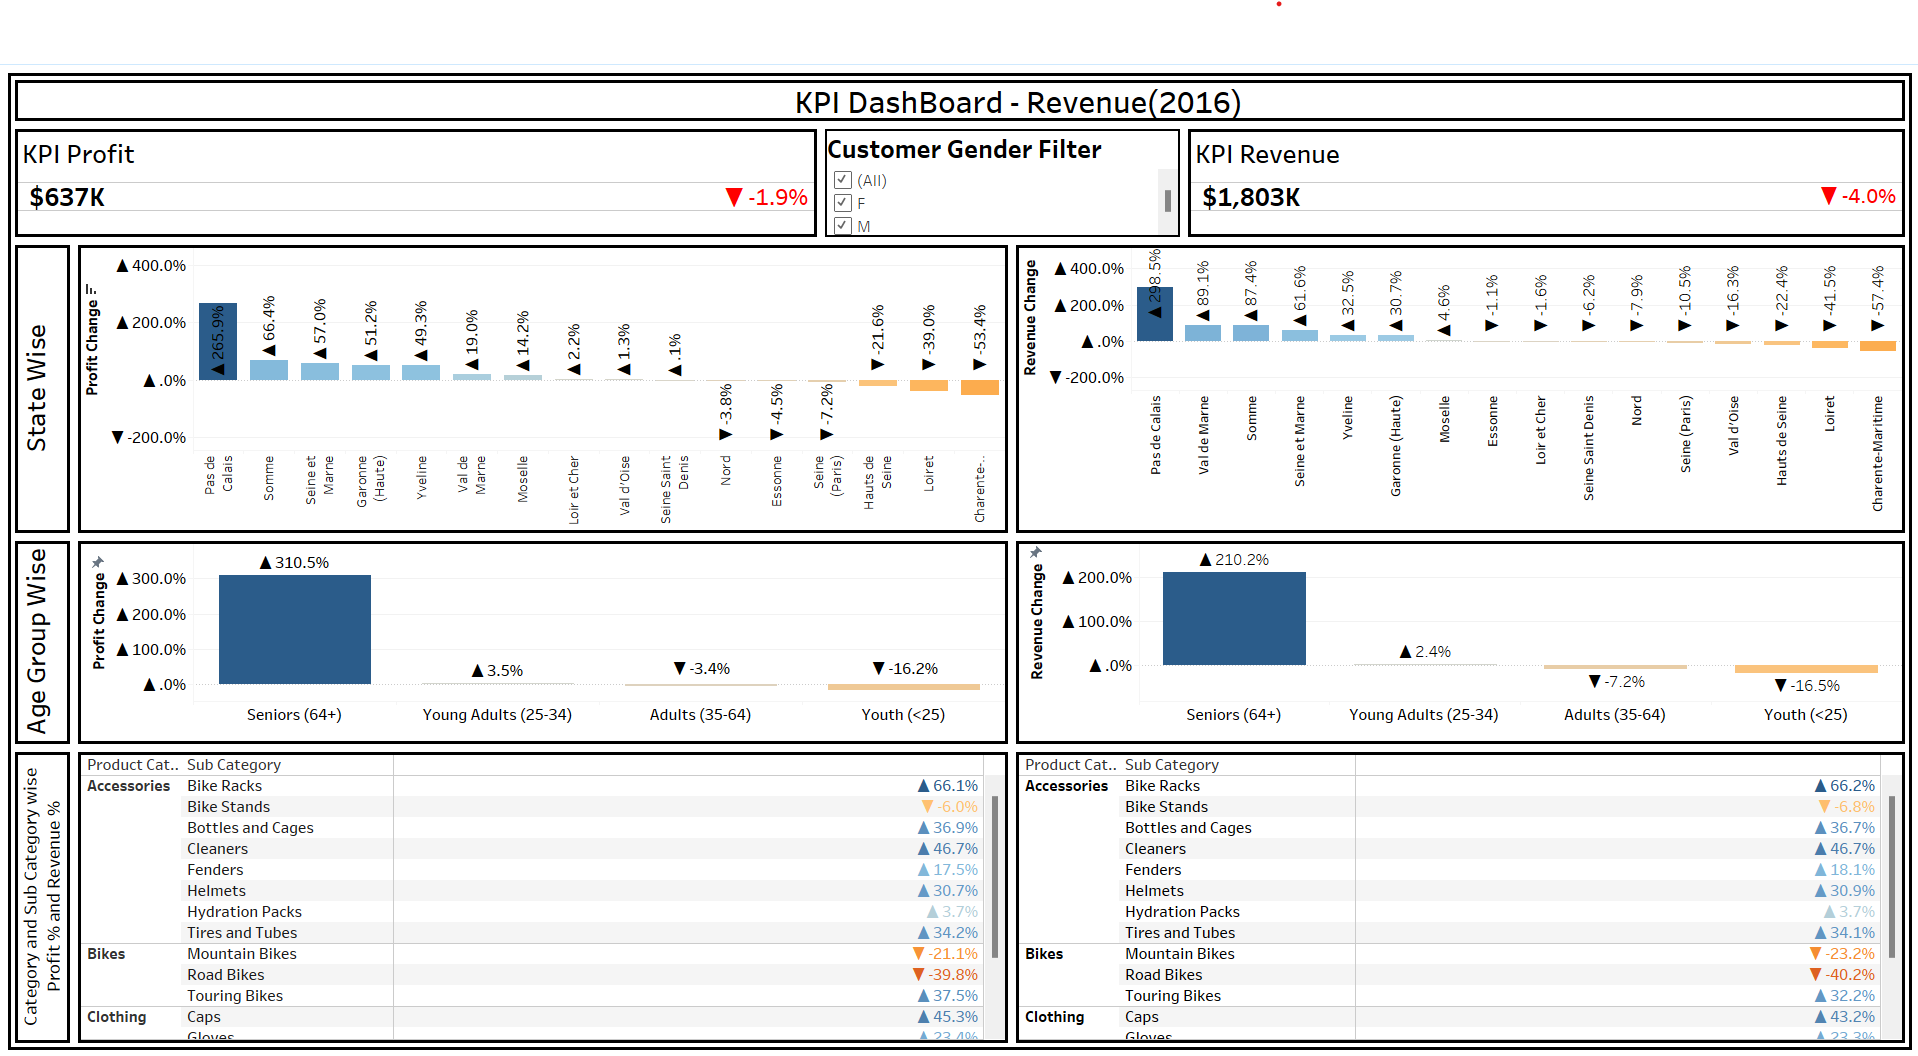 KPI DashBoard - Revenue(2016)
KPI Profit
$637K
▼ -1.9%
Customer Gender Filter
(All)
F
M
KPI Revenue
$1,803K
▼ -4.0%
State Wise
Profit Change
▲ 400.0%
▲ 200.0%
▲ .0%
▼ -200.0%
▲ 265.9%
▲ 66.4%
▲ 57.0%
▲ 51.2%
▲ 49.3%
▲ 19.0%
▲ 14.2%
▲ 2.2%
▲ 1.3%
▲ .1%
▼ -3.8%
▼ -4.5%
▼ -7.2%
▼ -21.6%
▼ -39.0%
▼ -53.4%
Pas de
Calais
Somme
Seine et
Marne
Garonne
(Haute)
Yveline
Val de
Marne
Moselle
Loir et Cher
Val d'Oise
Seine Saint
Denis
Nord
Essonne
Seine
(Paris)
Hauts de
Seine
Loiret
Charente-..
Revenue Change
▲ 400.0%
▲ 200.0%
▲ .0%
▼ -200.0%
▲ 298.5%
▲ 89.1%
▲ 87.4%
▲ 61.6%
▲ 32.5%
▲ 30.7%
▲ 4.6%
▼ -1.1%
▼ -1.6%
▼ -6.2%
▼ -7.9%
▼ -10.5%
▼ -16.3%
▼ -22.4%
▼ -41.5%
▼ -57.4%
Pas de Calais
Val de Marne
Somme
Seine et Marne
Yveline
Garonne (Haute)
Moselle
Essonne
Loir et Cher
Seine Saint Denis
Nord
Seine (Paris)
Val d'Oise
Hauts de Seine
Loiret
Charente-Maritime
Age Group Wise
Profit Change
▲ 300.0%
▲ 200.0%
▲ 100.0%
▲ .0%
▲ 310.5%
▲ 3.5%
▼ -3.4%
▼ -16.2%
Seniors (64+)
Young Adults (25-34)
Adults (35-64)
Youth (<25)
Revenue Change
▲ 200.0%
▲ 100.0%
▲ .0%
▲ 210.2%
▲ 2.4%
▼ -7.2%
▼ -16.5%
Seniors (64+)
Young Adults (25-34)
Adults (35-64)
Youth (<25)
Category and Sub Category wise
Profit % and Revenue %
Product Cat.. Sub Category
Accessories Bike Racks ▲ 66.1%
Bike Stands ▼ -6.0%
Bottles and Cages ▲ 36.9%
Cleaners ▲ 46.7%
Fenders ▲ 17.5%
Helmets ▲ 30.7%
Hydration Packs ▲ 3.7%
Tires and Tubes ▲ 34.2%
Bikes Mountain Bikes ▼ -21.1%
Road Bikes ▼ -39.8%
Touring Bikes ▲ 37.5%
Clothing Caps ▲ 45.3%
Gloves ▲ 23.4%
Product Cat.. Sub Category
Accessories Bike Racks ▲ 66.2%
Bike Stands ▼ -6.8%
Bottles and Cages ▲ 36.7%
Cleaners ▲ 46.7%
Fenders ▲ 18.1%
Helmets ▲ 30.9%
Hydration Packs ▲ 3.7%
Tires and Tubes ▲ 34.1%
Bikes Mountain Bikes ▼ -23.2%
Road Bikes ▼ -40.2%
Touring Bikes ▲ 32.2%
Clothing Caps ▲ 43.2%
Gloves ▲ 23.3%